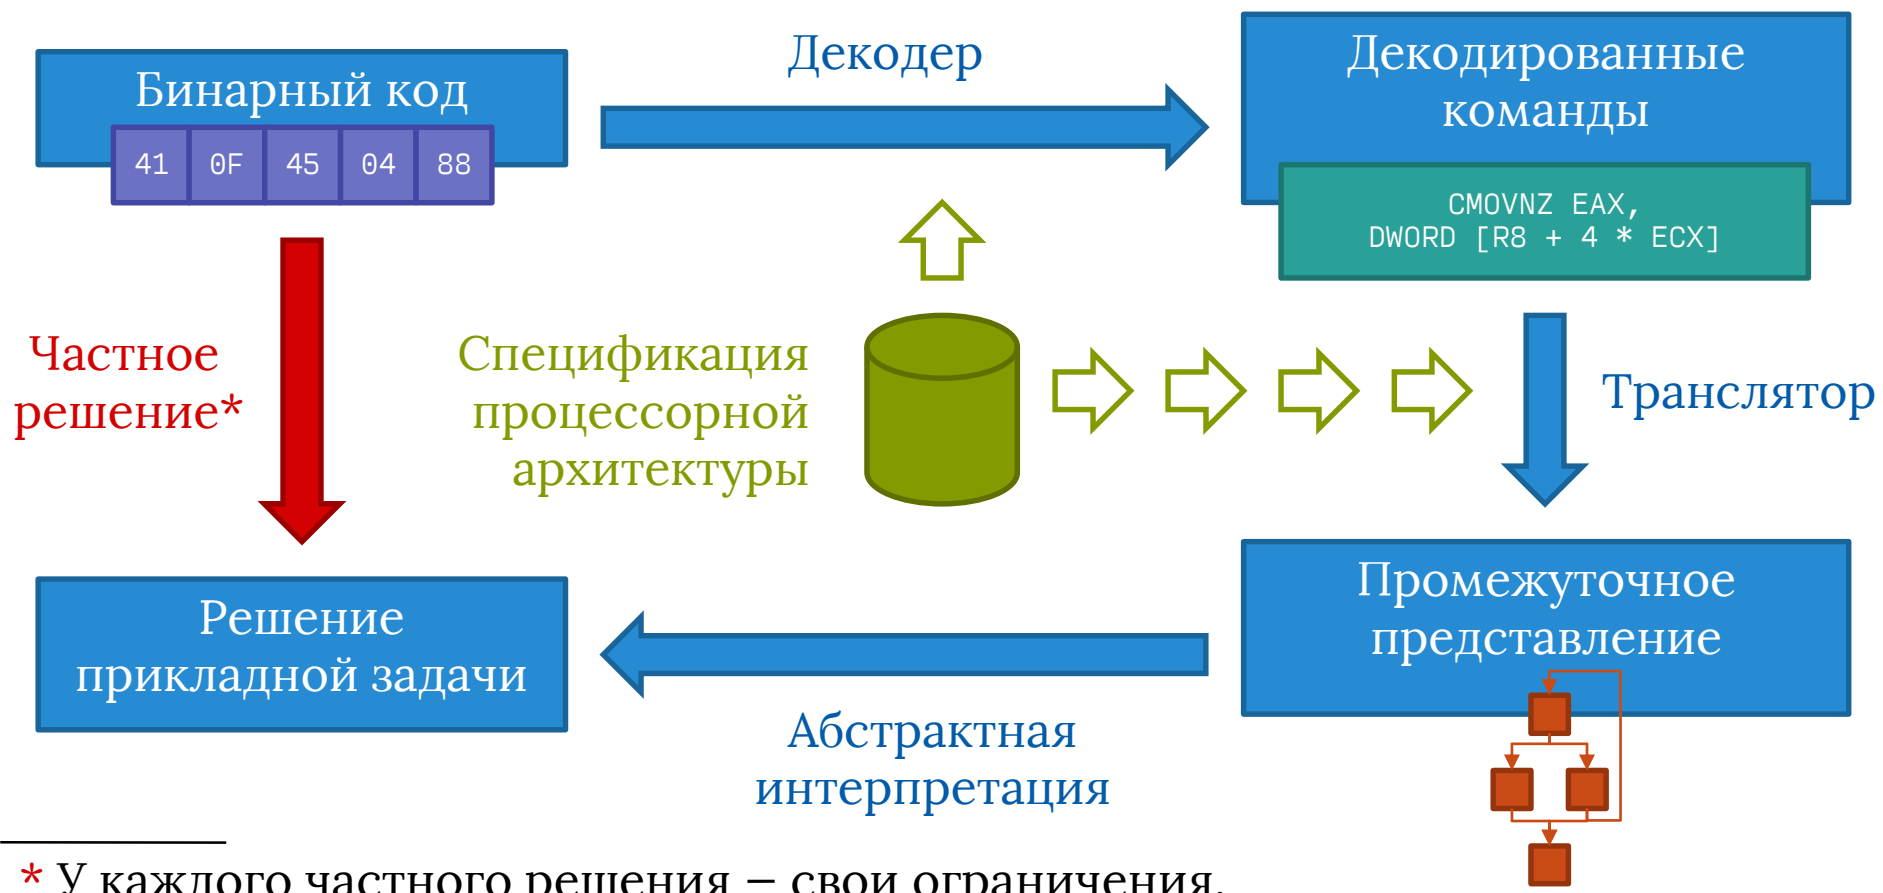 Бинарный код
41 0F 45 04 88
Декодер
Декодированные
команды
CMOVNZ EAX,
DWORD [R8 + 4 * ECX]
Частное
решение*
Спецификация
процессорной
архитектуры
Транслятор
Решение
прикладной задачи
Абстрактная
интерпретация
Промежуточное
представление
* У каждого частного решения – свои ограничения.